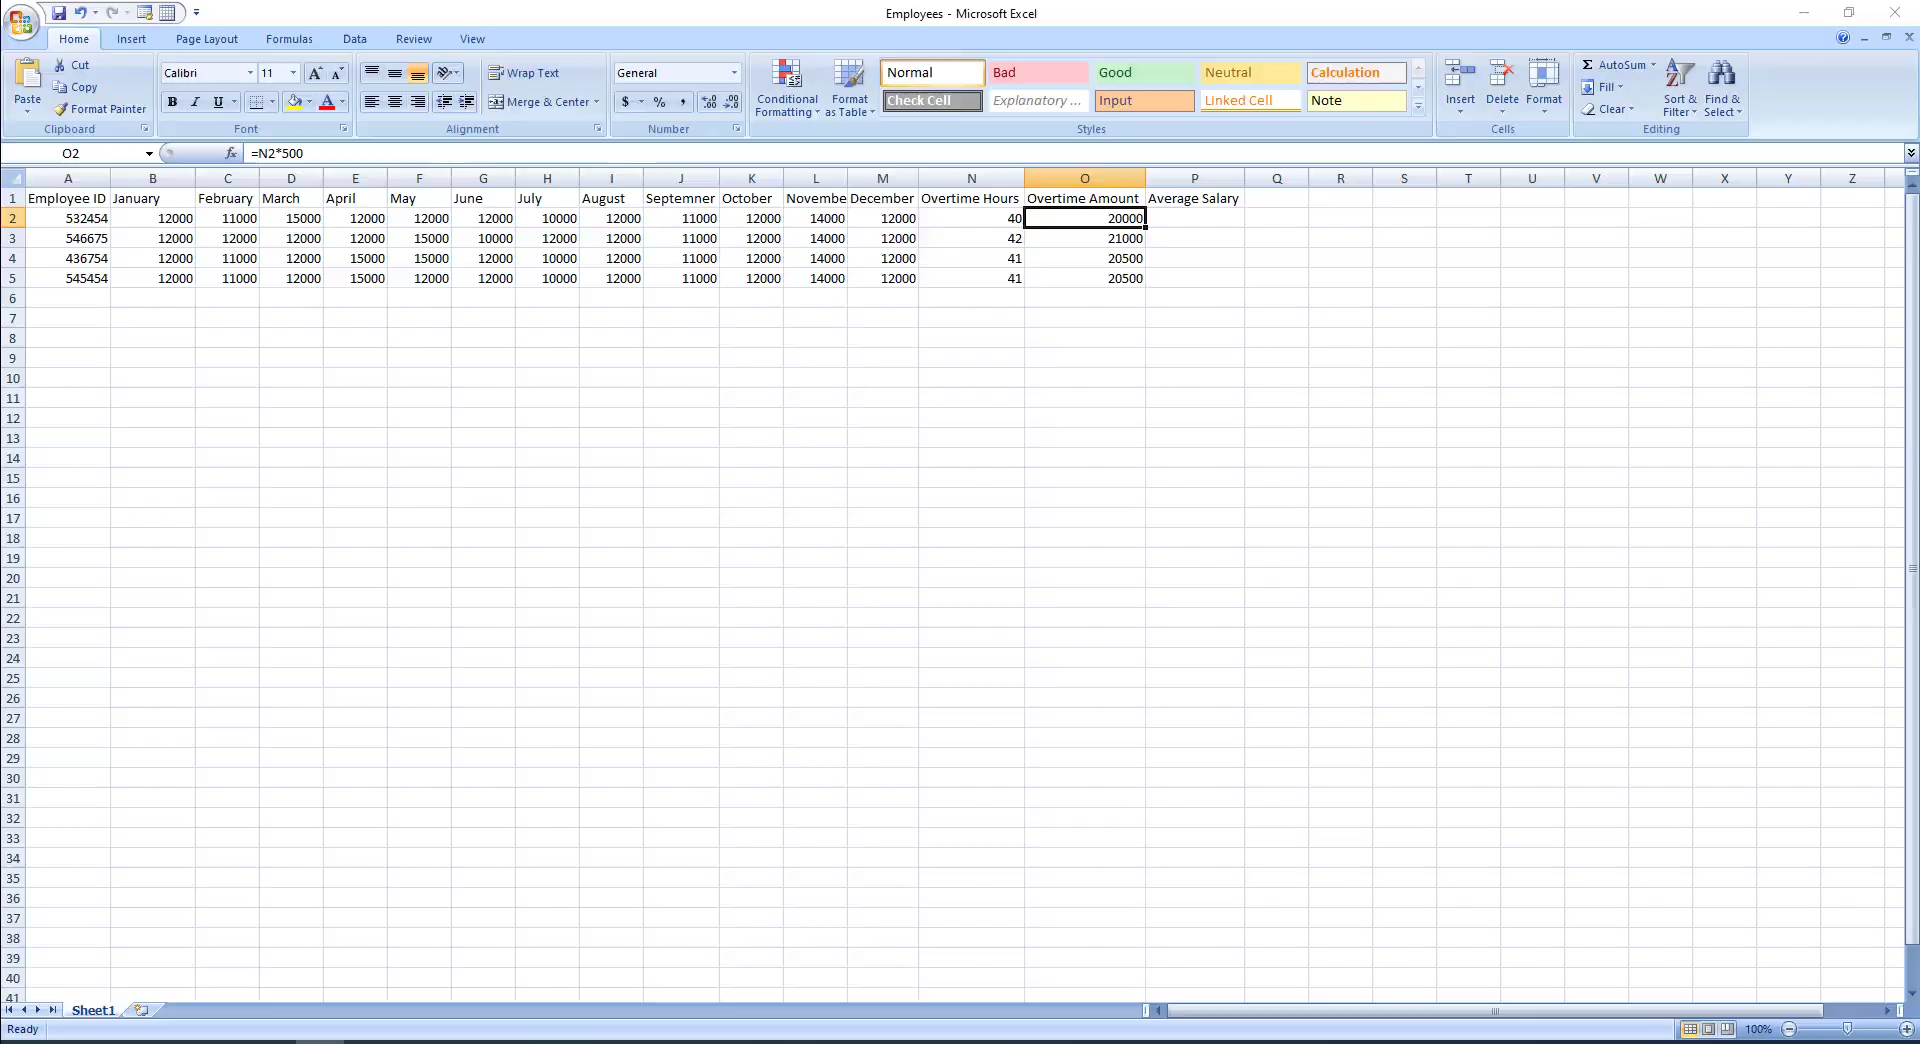 Employees - Microsoft Excel
Home Insert Page Layout Formulas Data Review View
Paste Cut Copy Format Painter Clipboard
Calibri 11 A A B I U A Font
Wrap Text Merge & Center Alignment
General $ % , .0 .00 .00 .0 Number
Conditional Formatting Format as Table
Normal Bad Good Neutral Calculation
Check Cell Explanatory ... Input Linked Cell Note
Styles
Insert Delete Format Cells
Σ AutoSum Fill Clear Sort & Filter Find & Select Editing
O2 fx =N2*500
A B C D E F G H I J K L M N O P Q R S T U V W X Y Z
1 Employee ID January February March April May June July August Septemner October Novembe December Overtime Hours Overtime Amount Average Salary
2 532454 12000 11000 15000 12000 12000 12000 10000 12000 11000 12000 14000 12000 40 20000
3 546675 12000 12000 12000 12000 15000 10000 12000 12000 11000 12000 14000 12000 42 21000
4 436754 12000 11000 12000 15000 15000 12000 10000 12000 11000 12000 14000 12000 41 20500
5 545454 12000 11000 12000 15000 12000 12000 10000 12000 11000 12000 14000 12000 41 20500
6
7
8
9
10
11
12
13
14
15
16
17
18
19
20
21
22
23
24
25
26
27
28
29
30
31
32
33
34
35
36
37
38
39
40
41
Sheet1
Ready 100%